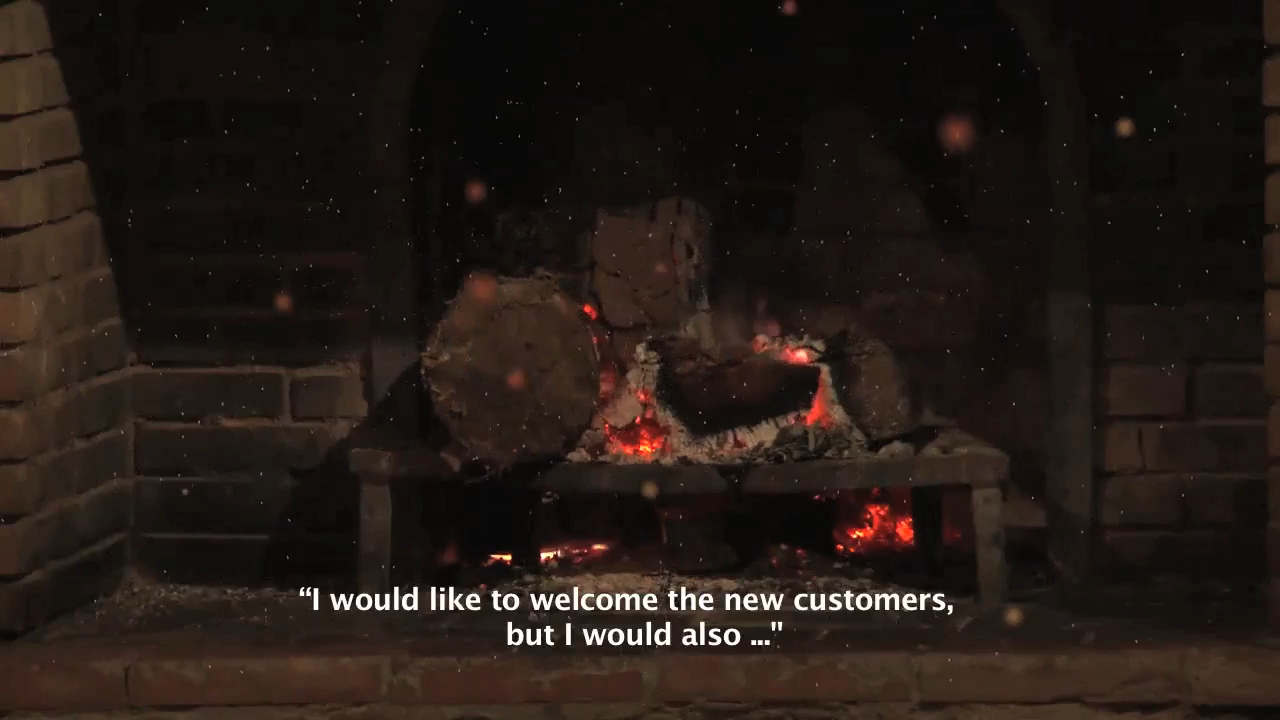 “I would like to welcome the new customers,
but I would also ..."